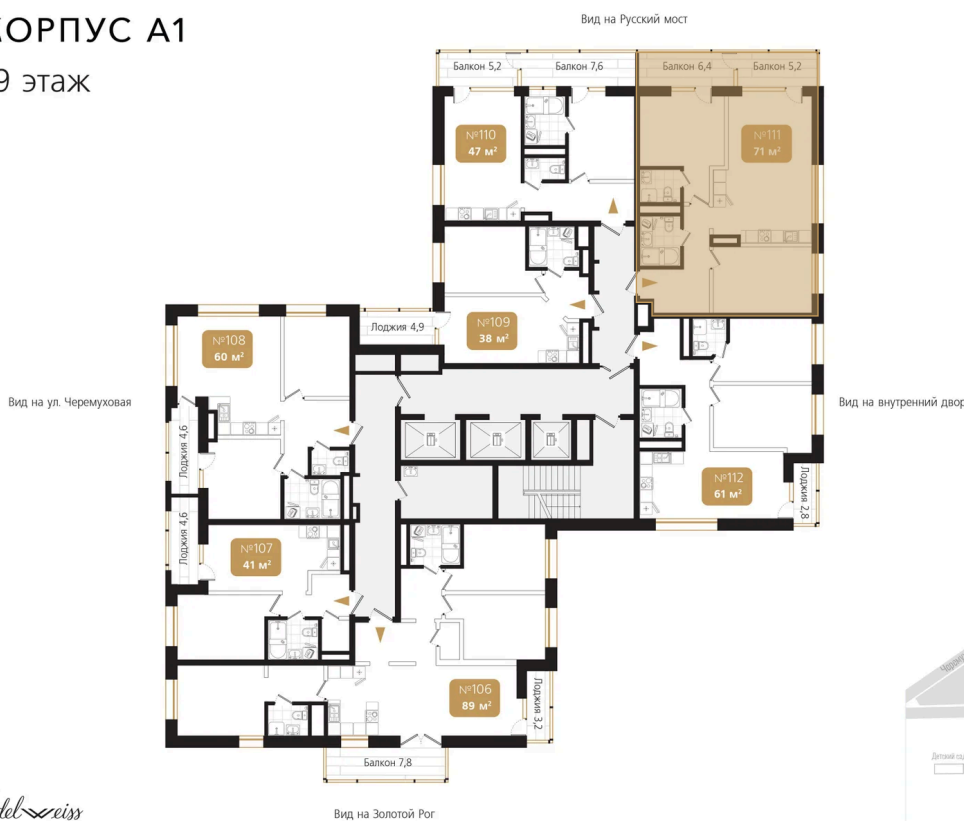 КОРПУС А1
9 этаж
Вид на Русский мост
Балкон 5,2
Балкон 7,6
Балкон 6,4
Балкон 5,2
№110
47 м²
№111
71 м²
Лоджия 4,9
№109
38 м²
№108
60 м²
Вид на ул. Черемуховая
Вид на внутренний двор
Лоджия 4,6
Лоджия 4,6
№112
61 м²
Лоджия 2,8
№107
41 м²
№106
89 м²
Лоджия 3,2
Балкон 7,8
Вид на Золотой Рог
delweiss
Детский